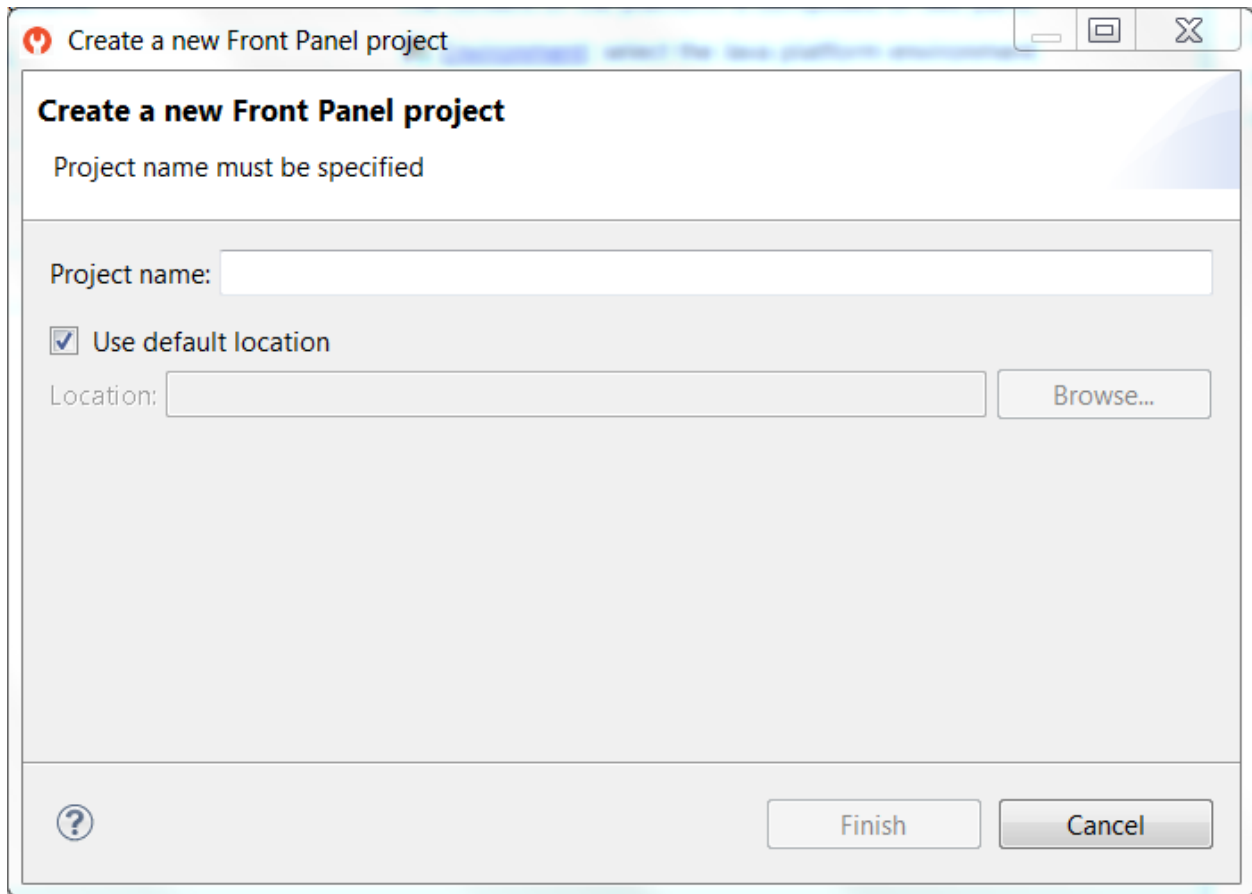 Create a new Front Panel project
Create a new Front Panel project
Project name must be specified
Project name:
Use default location
Location:
Browse...
?
Finish
Cancel